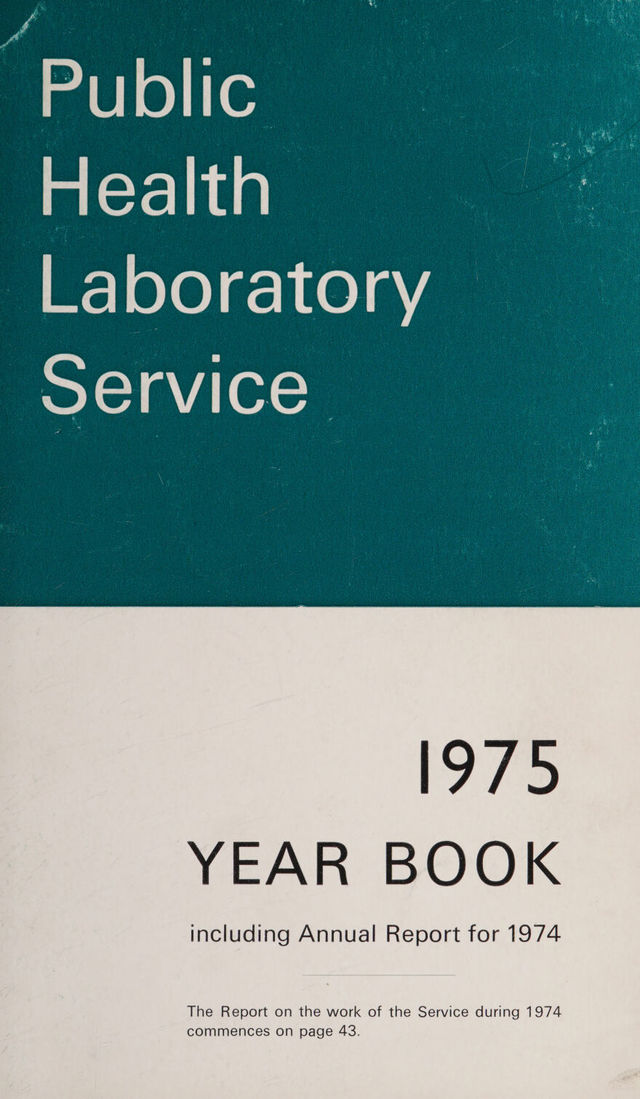 Public
Health
Laboratory
Service
1975
YEAR BOOK
including Annual Report for 1974
The Report on the work of the Service during 1974
commences on page 43.